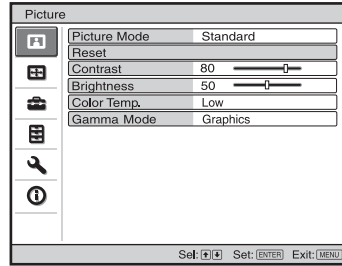 Picture
Picture Mode Standard
Reset
Contrast 80
Brightness 50
Color Temp. Low
Gamma Mode Graphics
Sel: Set: ENTER Exit: MENU